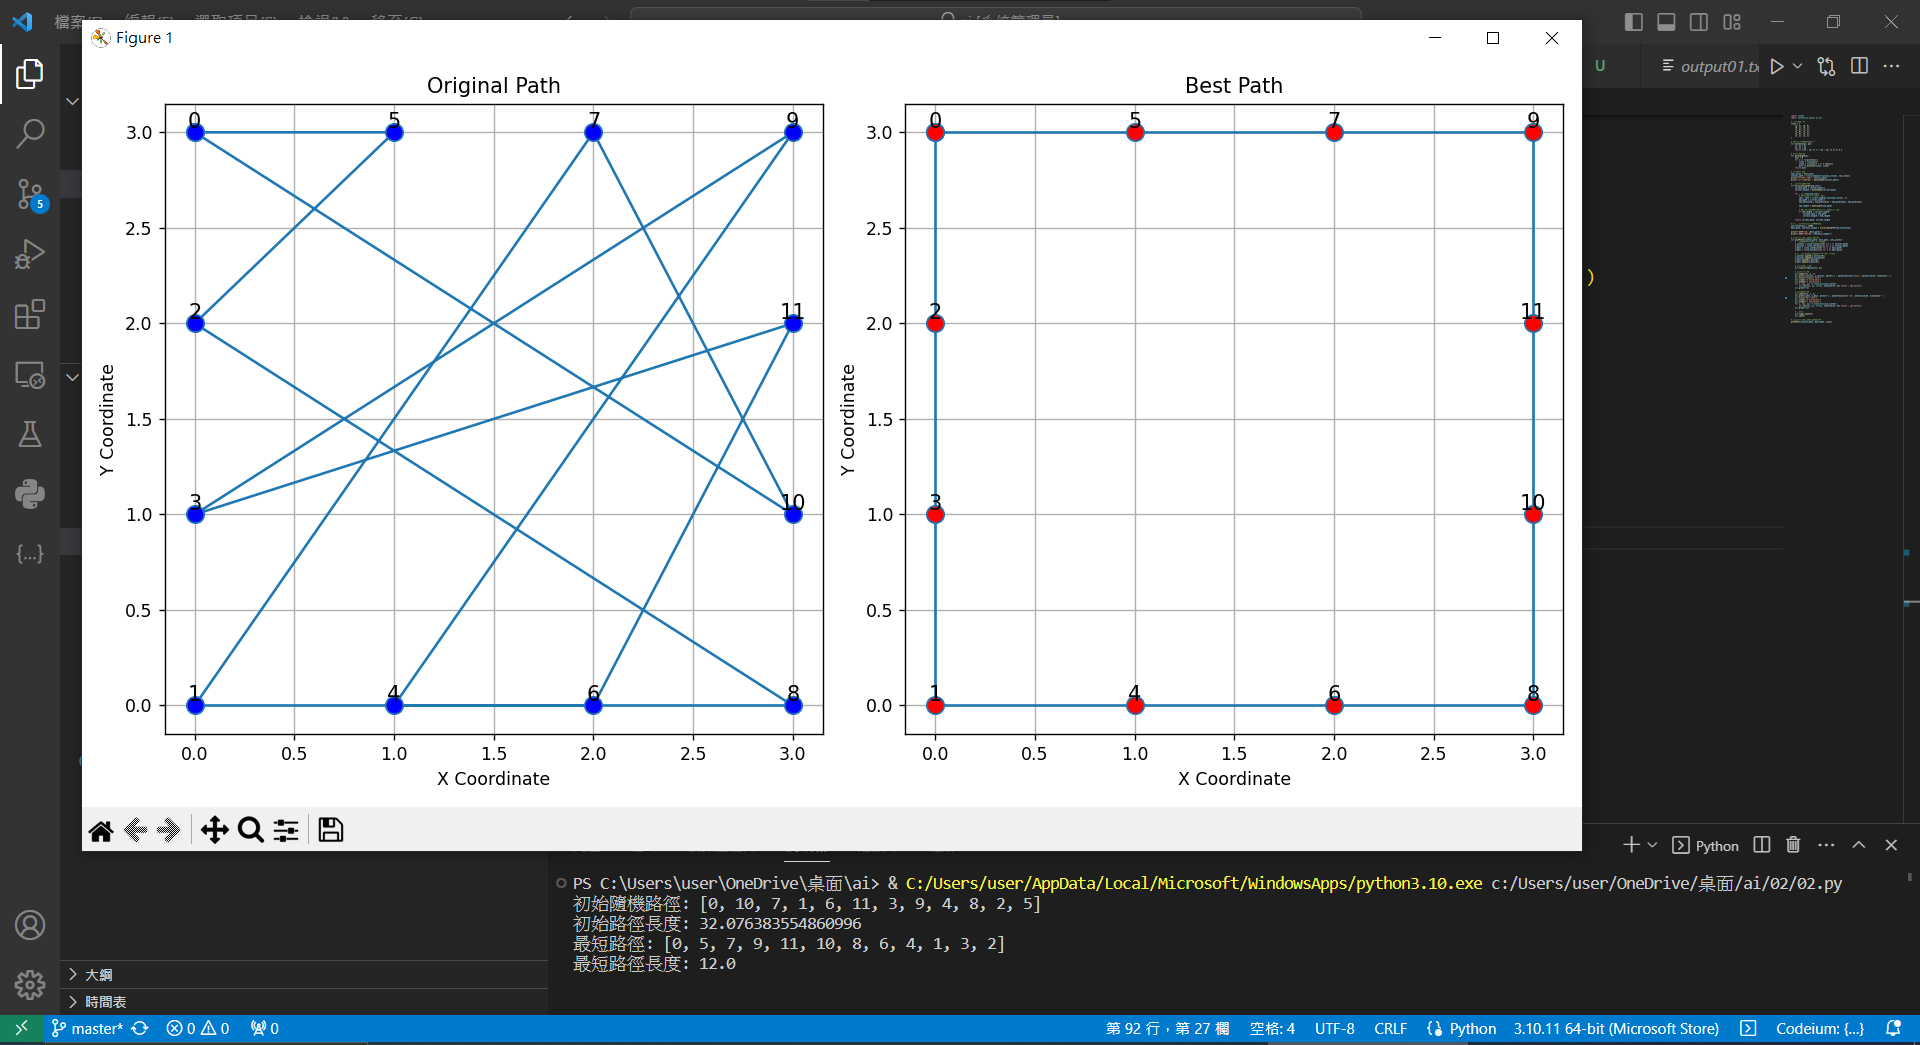 Figure 1
U
output01.tx
Original Path
Best Path
0
5
7
9
2
11
3
10
1
4
6
8
3.0
2.5
2.0
1.5
1.0
0.5
0.0
Y Coordinate
0.0 0.5 1.0 1.5 2.0 2.5 3.0
X Coordinate
0
5
7
9
2
11
3
10
1
4
6
8
3.0
2.5
2.0
1.5
1.0
0.5
0.0
Y Coordinate
0.0 0.5 1.0 1.5 2.0 2.5 3.0
X Coordinate
)
5
Python
PS C:\Users\user\OneDrive\桌面\ai> & C:/Users/user/AppData/Local/Microsoft/WindowsApps/python3.10.exe c:/Users/user/OneDrive/桌面/ai/02/02.py
初始隨機路徑: [0, 10, 7, 1, 6, 11, 3, 9, 4, 8, 2, 5]
初始路徑長度: 32.076383554860996
最短路徑: [0, 5, 7, 9, 11, 10, 8, 6, 4, 1, 3, 2]
最短路徑長度: 12.0
大綱
時間表
master* 0 0 0 第 92 行，第 27 欄 空格: 4 UTF-8 CRLF Python 3.10.11 64-bit (Microsoft Store) Codeium: {...}